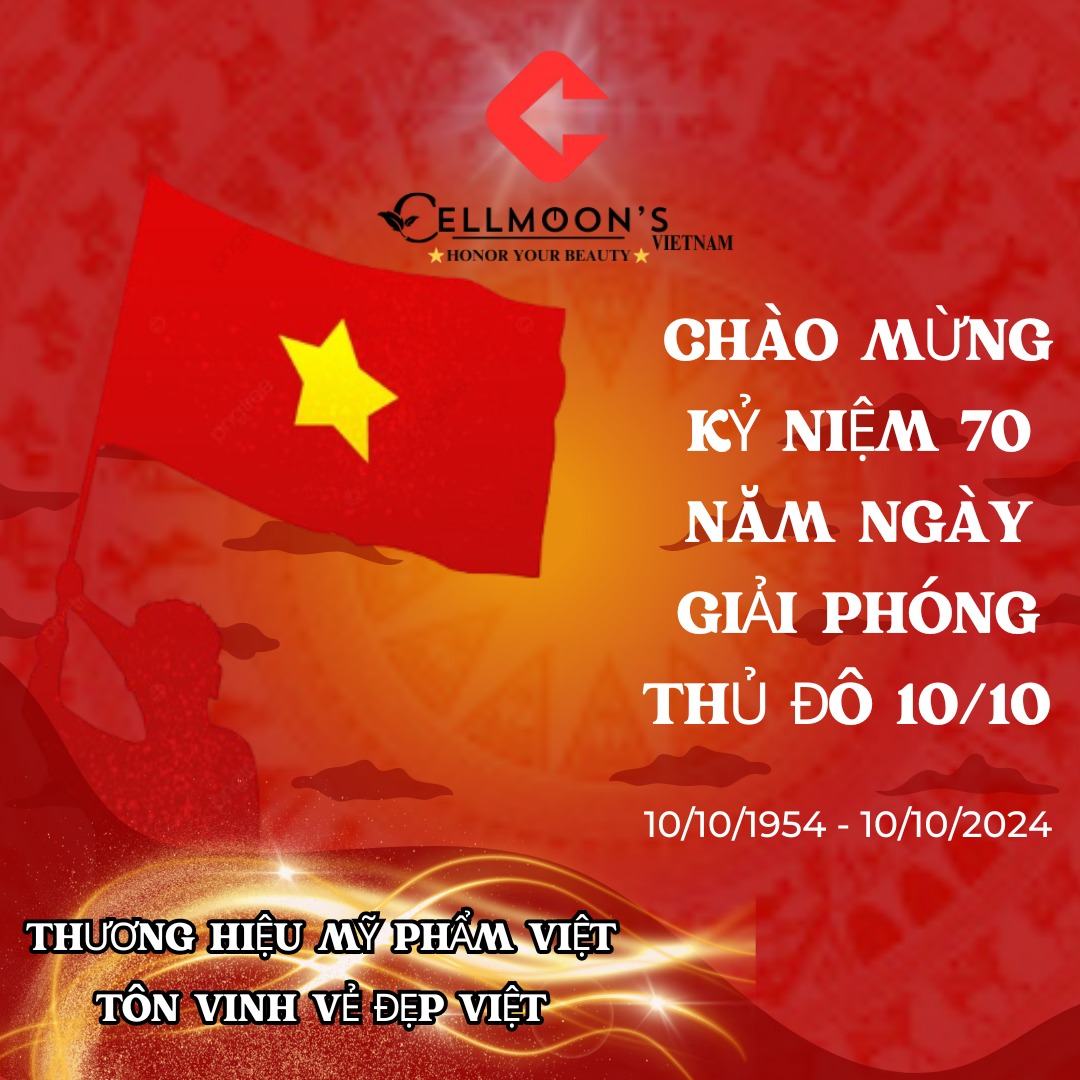 CELLMOON'S
VIETNAM
HONOR YOUR BEAUTY
CHÀO MỪNG
KỶ NIỆM 70
NĂM NGÀY
GIẢI PHÓNG
THỦ ĐÔ 10/10
10/10/1954 - 10/10/2024
THƯƠNG HIỆU MỸ PHẨM VIỆT
TÔN VINH VẺ ĐẸP VIỆT